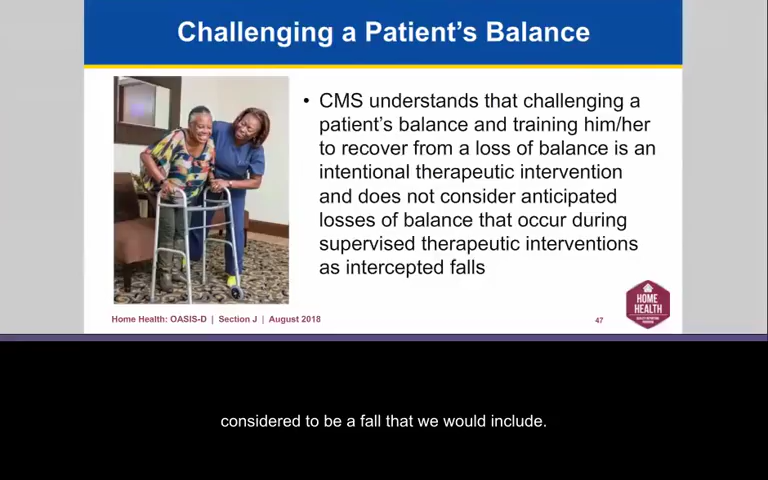 Challenging a Patient's Balance
• CMS understands that challenging a
patient's balance and training him/her
to recover from a loss of balance is an
intentional therapeutic intervention
and does not consider anticipated
losses of balance that occur during
supervised therapeutic interventions
as intercepted falls
Home Health: OASIS-D | Section J | August 2018
47
HOME
HEALTH
considered to be a fall that we would include.